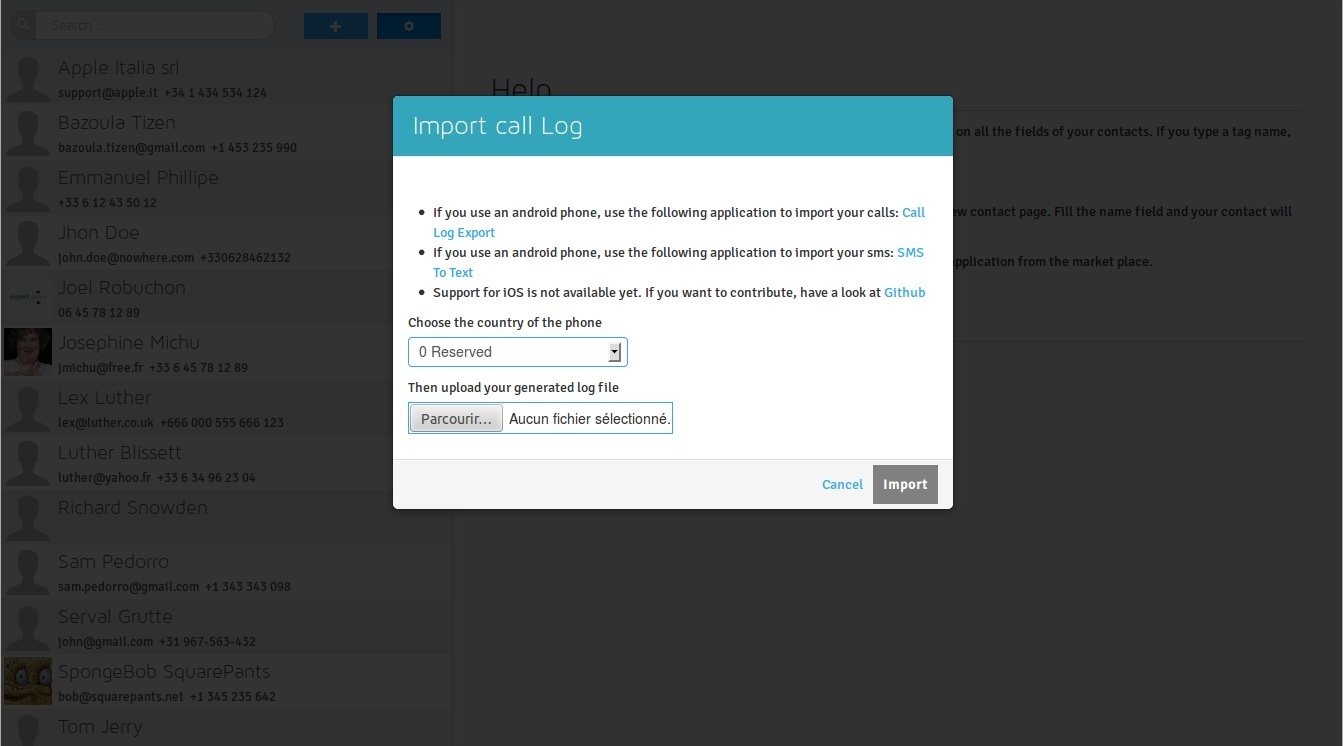 Search...
Apple Italia srl
support@apple.it +34 1 434 534 124
Bazoula Tizen
bazoula.tizen@gmail.com +1 453 235 990
Emmanuel Phillipe
+33 6 12 43 50 12
Jhon Doe
john.doe@nowhere.com +330628462132
Joel Robuchon
06 45 78 12 89
Josephine Michu
jmichu@free.fr +33 6 45 78 12 89
Lex Luther
lex@luther.co.uk +666 000 555 666 123
Luther Blissett
luther@yahoo.fr +33 6 34 96 23 04
Richard Snowden
Sam Pedorro
sam.pedorro@gmail.com +1 343 343 098
Serval Grutte
john@gmail.com +31 967-563-432
SpongeBob SquarePants
bob@squarepants.net +1 345 235 642
Tom Jerry
Help
on all the fields of your contacts. If you type a tag name,
contact page. Fill the name field and your contact will
application from the market place.
Import call Log
• If you use an android phone, use the following application to import your calls: Call
Log Export
• If you use an android phone, use the following application to import your sms: SMS
To Text
• Support for iOS is not available yet. If you want to contribute, have a look at Github
Choose the country of the phone
0 Reserved
Then upload your generated log file
Parcourir... Aucun fichier sélectionné.
Cancel Import